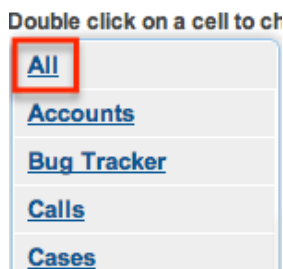 Double click on a cell to ch
All
Accounts
Bug Tracker
Calls
Cases